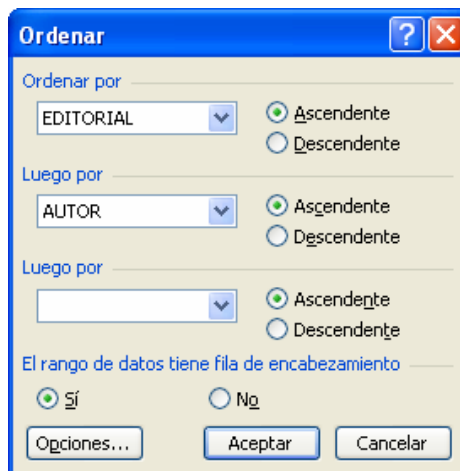 Ordenar
Ordenar por
EDITORIAL
Ascendente
Descendente
Luego por
AUTOR
Ascendente
Descendente
Luego por
Ascendente
Descendente
El rango de datos tiene fila de encabezamiento
Sí
No
Opciones...
Aceptar
Cancelar